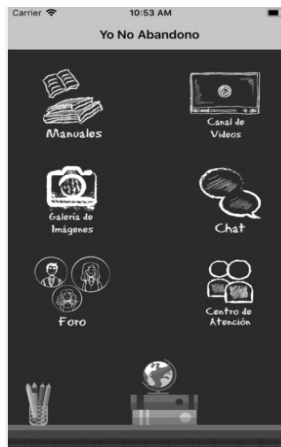 Carrier 10:53 AM
Yo No Abandono
Manuales
Canal de
Videos
Galería de
Imágenes
Chat
Foro
Centro de
Atención